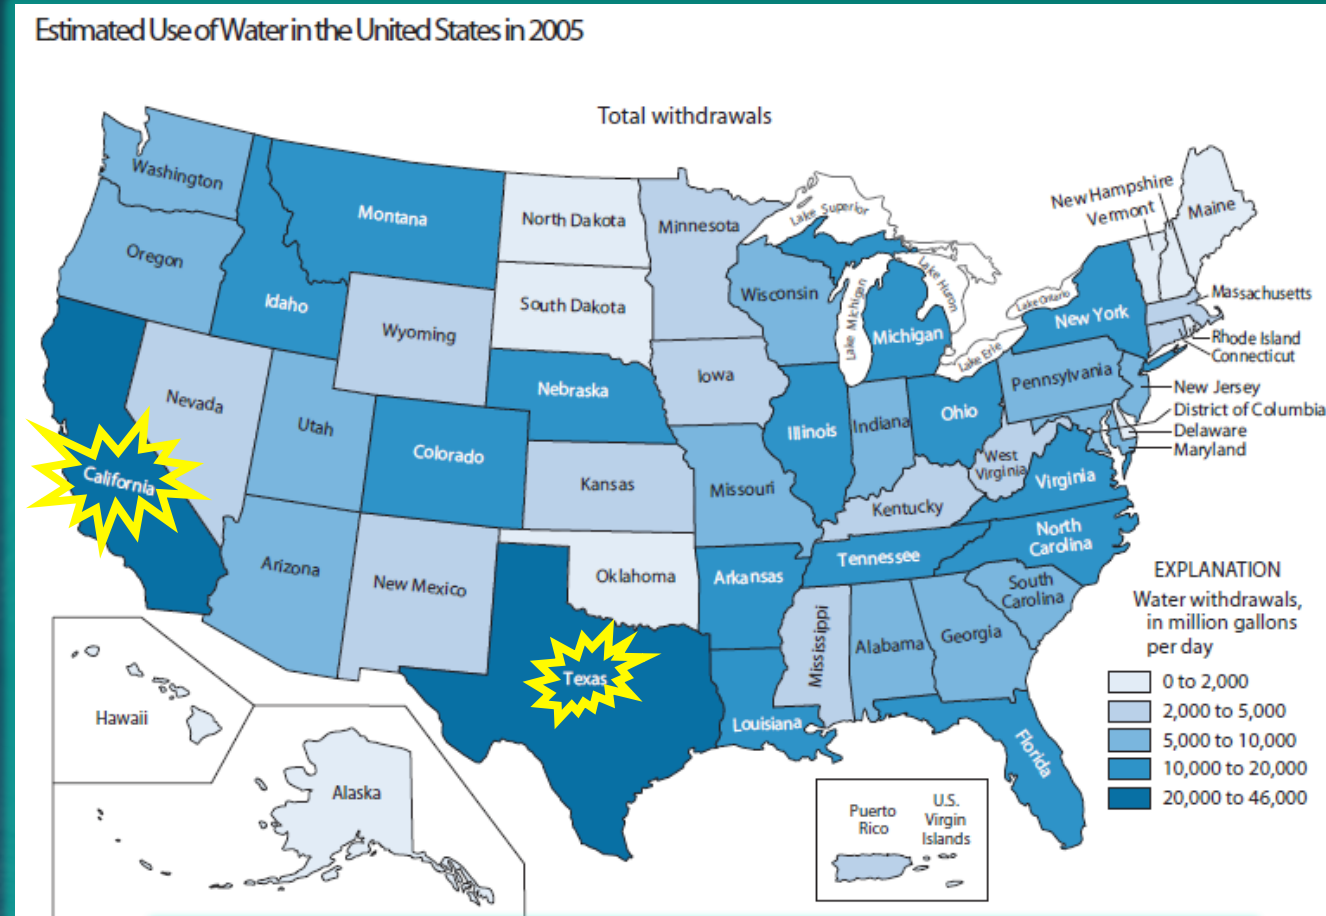 Estimated Use of Water in the United States in 2005
Total withdrawals
Washington
Oregon
California
Nevada
Idaho
Montana
Wyoming
Utah
Arizona
Colorado
New Mexico
North Dakota
South Dakota
Nebraska
Kansas
Oklahoma
Texas
Minnesota
Iowa
Missouri
Arkansas
Louisiana
Wisconsin
Illinois
Michigan
Indiana
Ohio
Kentucky
Tennessee
Mississippi
Alabama
Georgia
Florida
South
Carolina
North
Carolina
Virginia
West
Virginia
Pennsylvania
New York
Lake Superior
Lake Michigan
Lake Huron
Lake Erie
Lake Ontario
New Hampshire
Vermont
Maine
Massachusetts
Rhode Island
Connecticut
New Jersey
District of Columbia
Delaware
Maryland
Hawaii
Alaska
Puerto
Rico
U.S.
Virgin
Islands
EXPLANATION
Water withdrawals,
in million gallons
per day
0 to 2,000
2,000 to 5,000
5,000 to 10,000
10,000 to 20,000
20,000 to 46,000